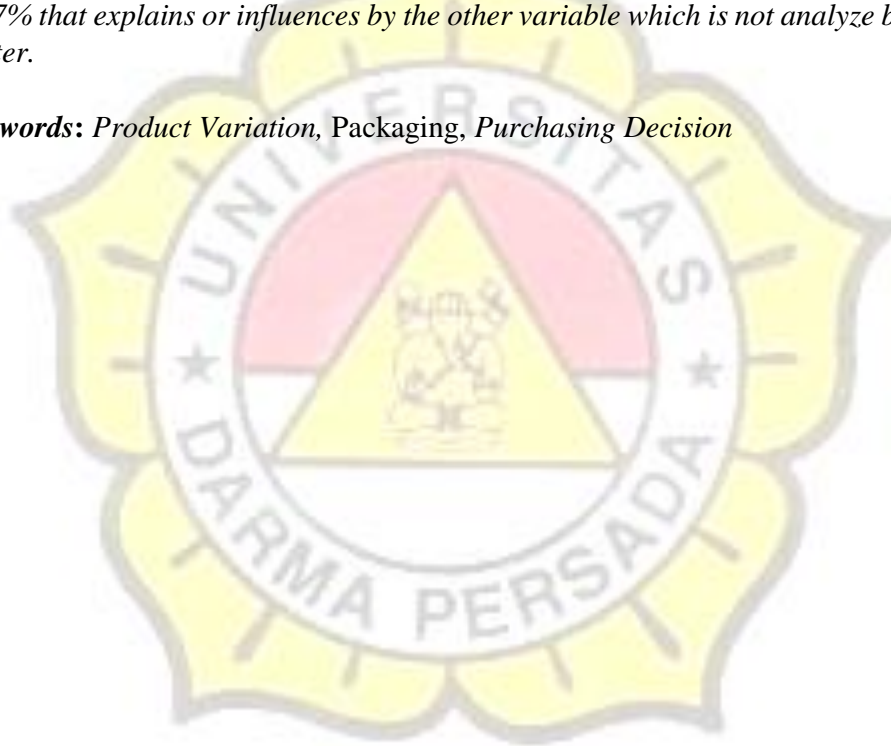 7% that explains or influences by the other variable which is not analyze b
ter.
words: Product Variation, Packaging, Purchasing Decision
UNIVERSITAS
DARMA PERSADA